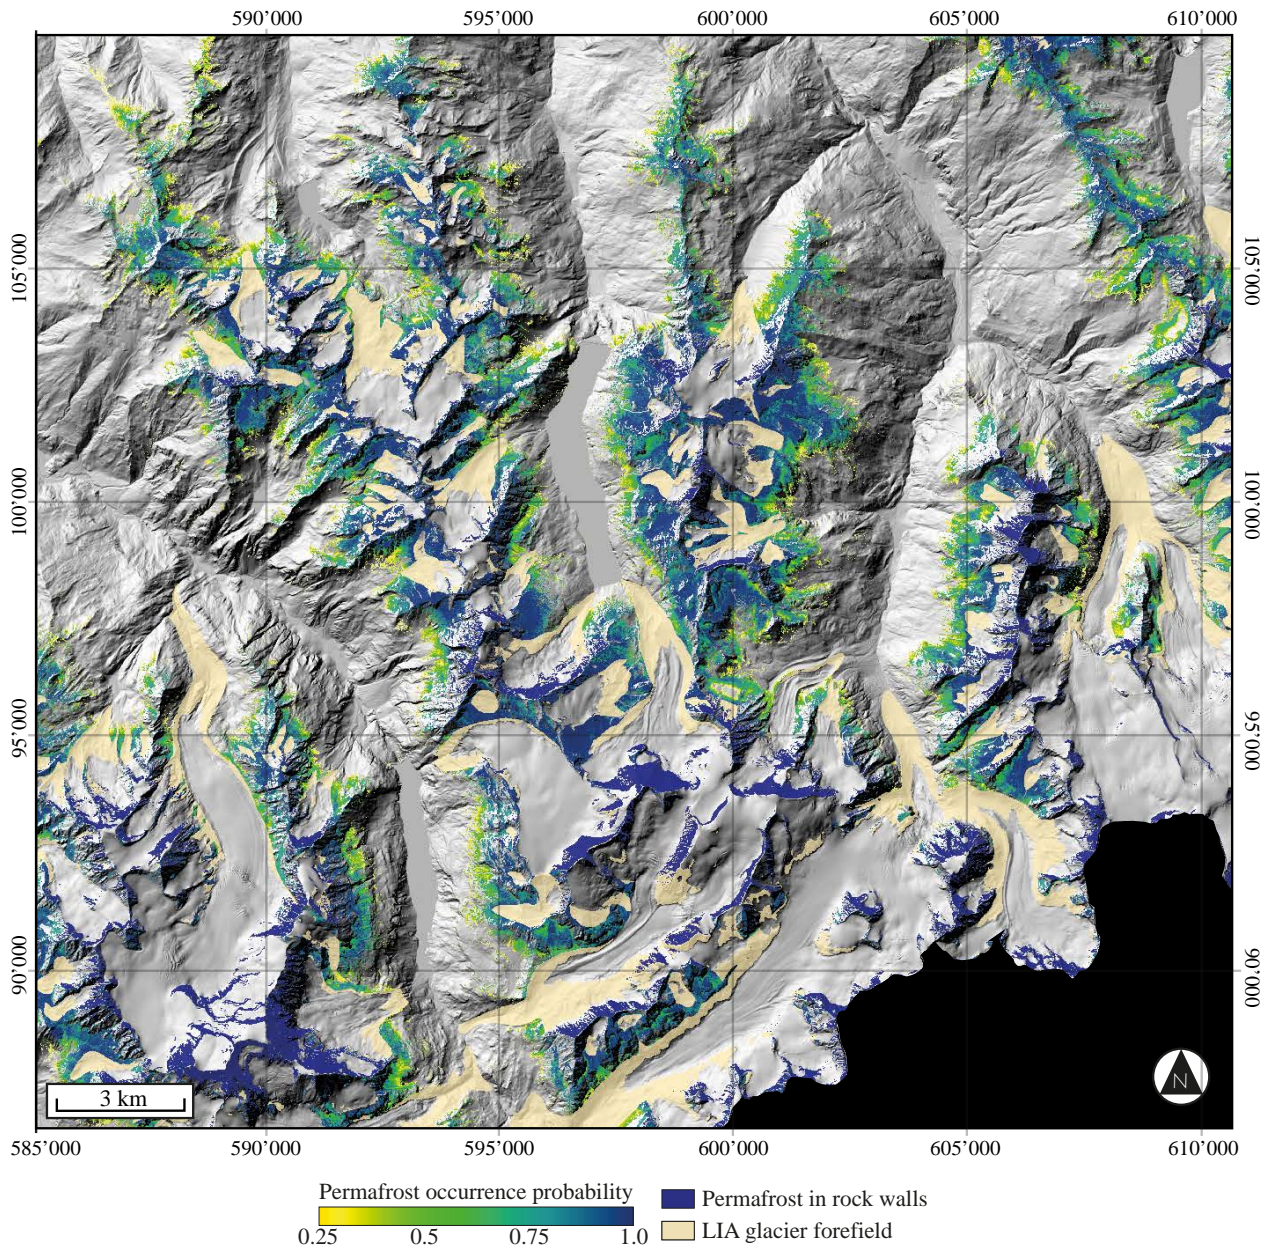 590’000 595’000 600’000 605’000 610’000
105’000 105’000
100’000 100’000
95’000 95’000
90’000 90’000
N
3 km
585’000 590’000 595’000 600’000 605’000 610’000
Permafrost occurrence probability
0.25 0.5 0.75 1.0
Permafrost in rock walls
LIA glacier forefield